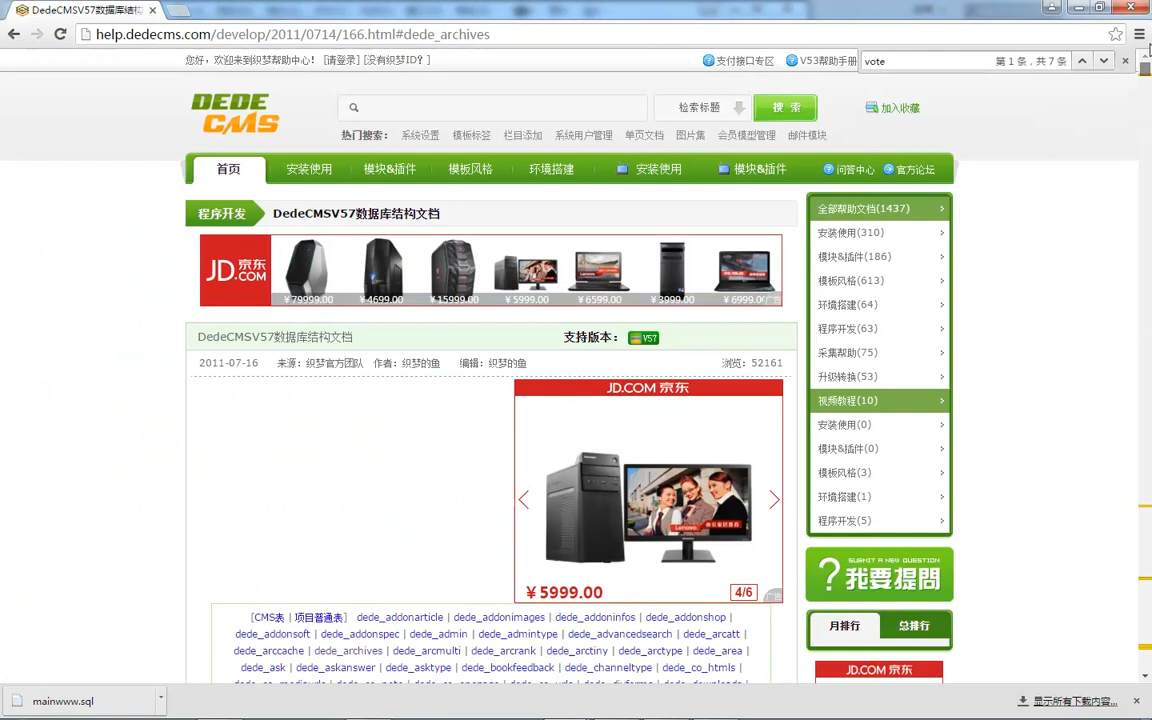 DedeCMSV57数据库结构
help.dedecms.com/develop/2011/0714/166.html#dede_archives
您好，欢迎来到织梦帮助中心！ [请登录] [没有织梦ID？]
支付接口专区 V53帮助手册
vote 第 1 条，共 7 条
DEDE CMS
检索标题 搜 索 加入收藏
热门搜索： 系统设置 模板标签 栏目添加 系统用户管理 单页文档 图片集 会员模型管理 邮件模块
首页 安装使用 模块&插件 模板风格 环境搭建 安装使用 模块&插件 问答中心 官方论坛
程序开发 DedeCMSV57数据库结构文档
JD.COM 京东
￥79999.00 ￥4699.00 ￥15999.00 ￥5999.00 ￥6599.00 ￥3999.00 ￥6999.00 广告
DedeCMSV57数据库结构文档 支持版本： V57
2011-07-16 来源：织梦官方团队 作者：织梦的鱼 编辑：织梦的鱼 浏览：52161
JD.COM 京东
Lenovo
￥5999.00 4/6
[CMS表 | 项目普通表] dede_addonarticle | dede_addonimages | dede_addoninfos | dede_addonshop |
dede_addonsoft | dede_addonspec | dede_admin | dede_admintype | dede_advancedsearch | dede_arcatt |
dede_arccache | dede_archives | dede_arcmulti | dede_arcrank | dede_arctiny | dede_arctype | dede_area |
dede_ask | dede_askanswer | dede_asktype | dede_bookfeedback | dede_channeltype | dede_co_htmls |
全部帮助文档(1437)
安装使用(310)
模块&插件(186)
模板风格(613)
环境搭建(64)
程序开发(63)
采集帮助(75)
升级转换(53)
视频教程(10)
安装使用(0)
模块&插件(0)
模板风格(3)
环境搭建(1)
程序开发(5)
SUBMIT A NEW QUESTION
?我要提問
月排行 总排行
JD.COM 京东
mainwww.sql
显示所有下载内容...